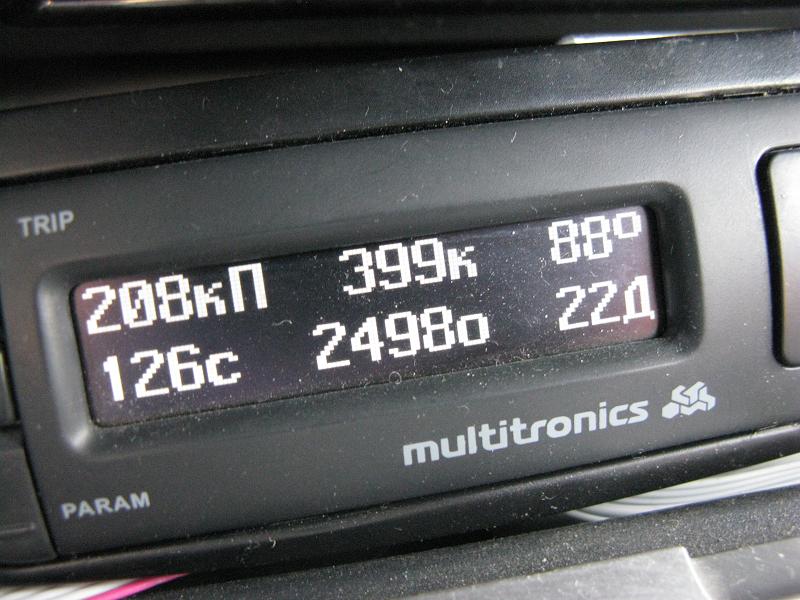 TRIP
208кП 399к 88°
126с 2498о 22Д
multitronics
PARAM